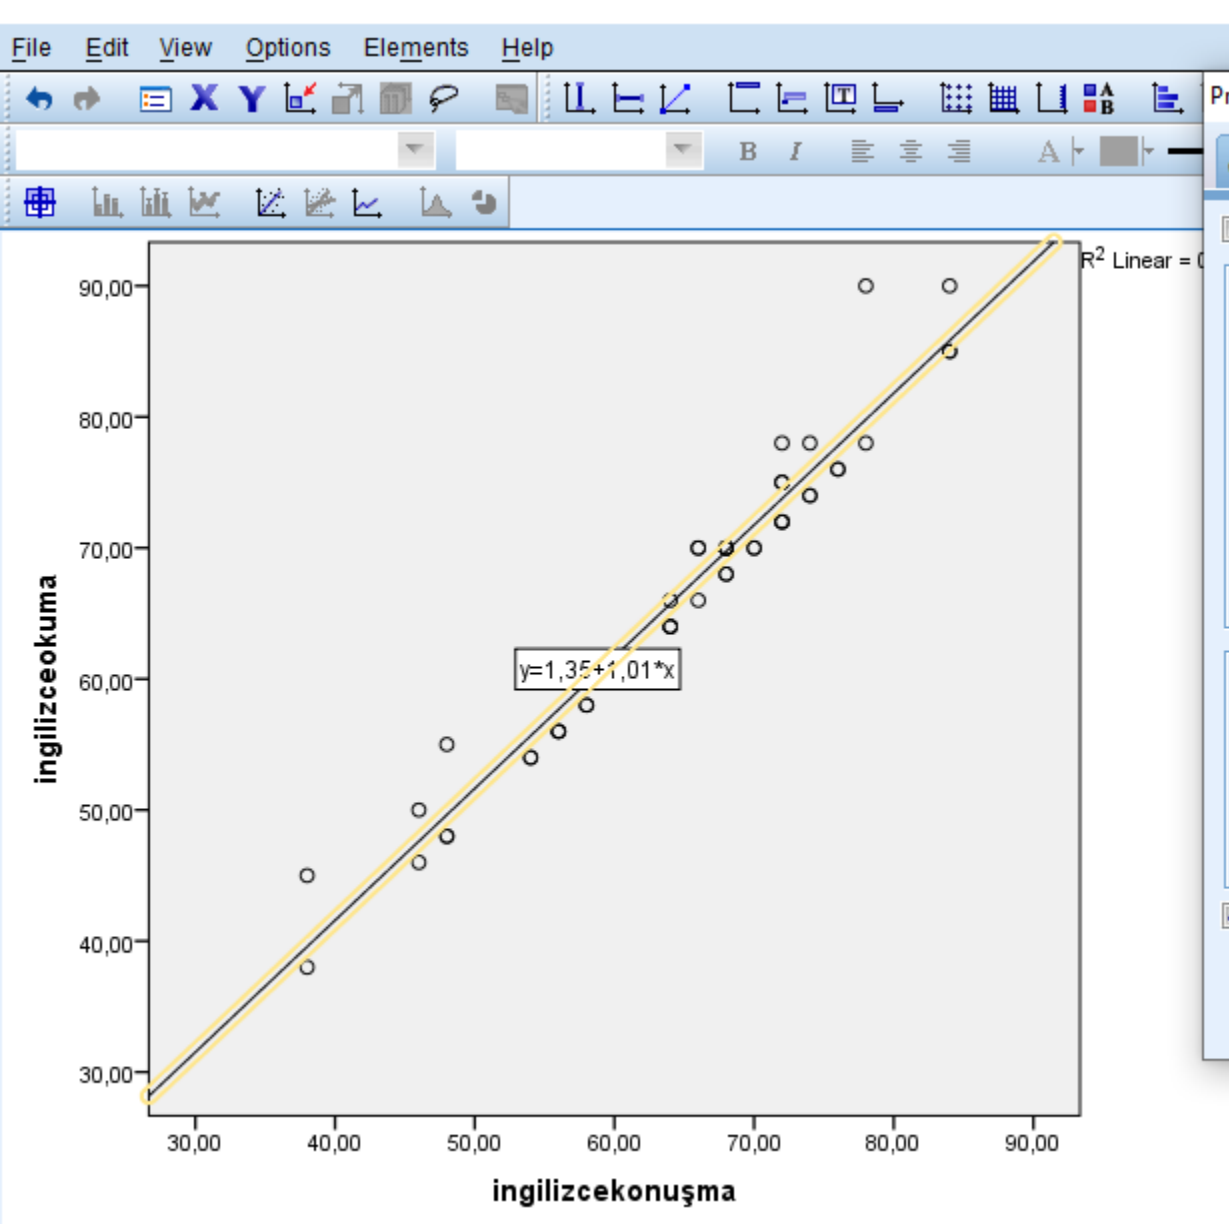 File Edit View Options Elements Help
B I A
R² Linear = 0
90,00
80,00
70,00
60,00
50,00
40,00
30,00
ingilizceokuma
y=1,35+1,01*x
30,00 40,00 50,00 60,00 70,00 80,00 90,00
ingilizcekonuşma